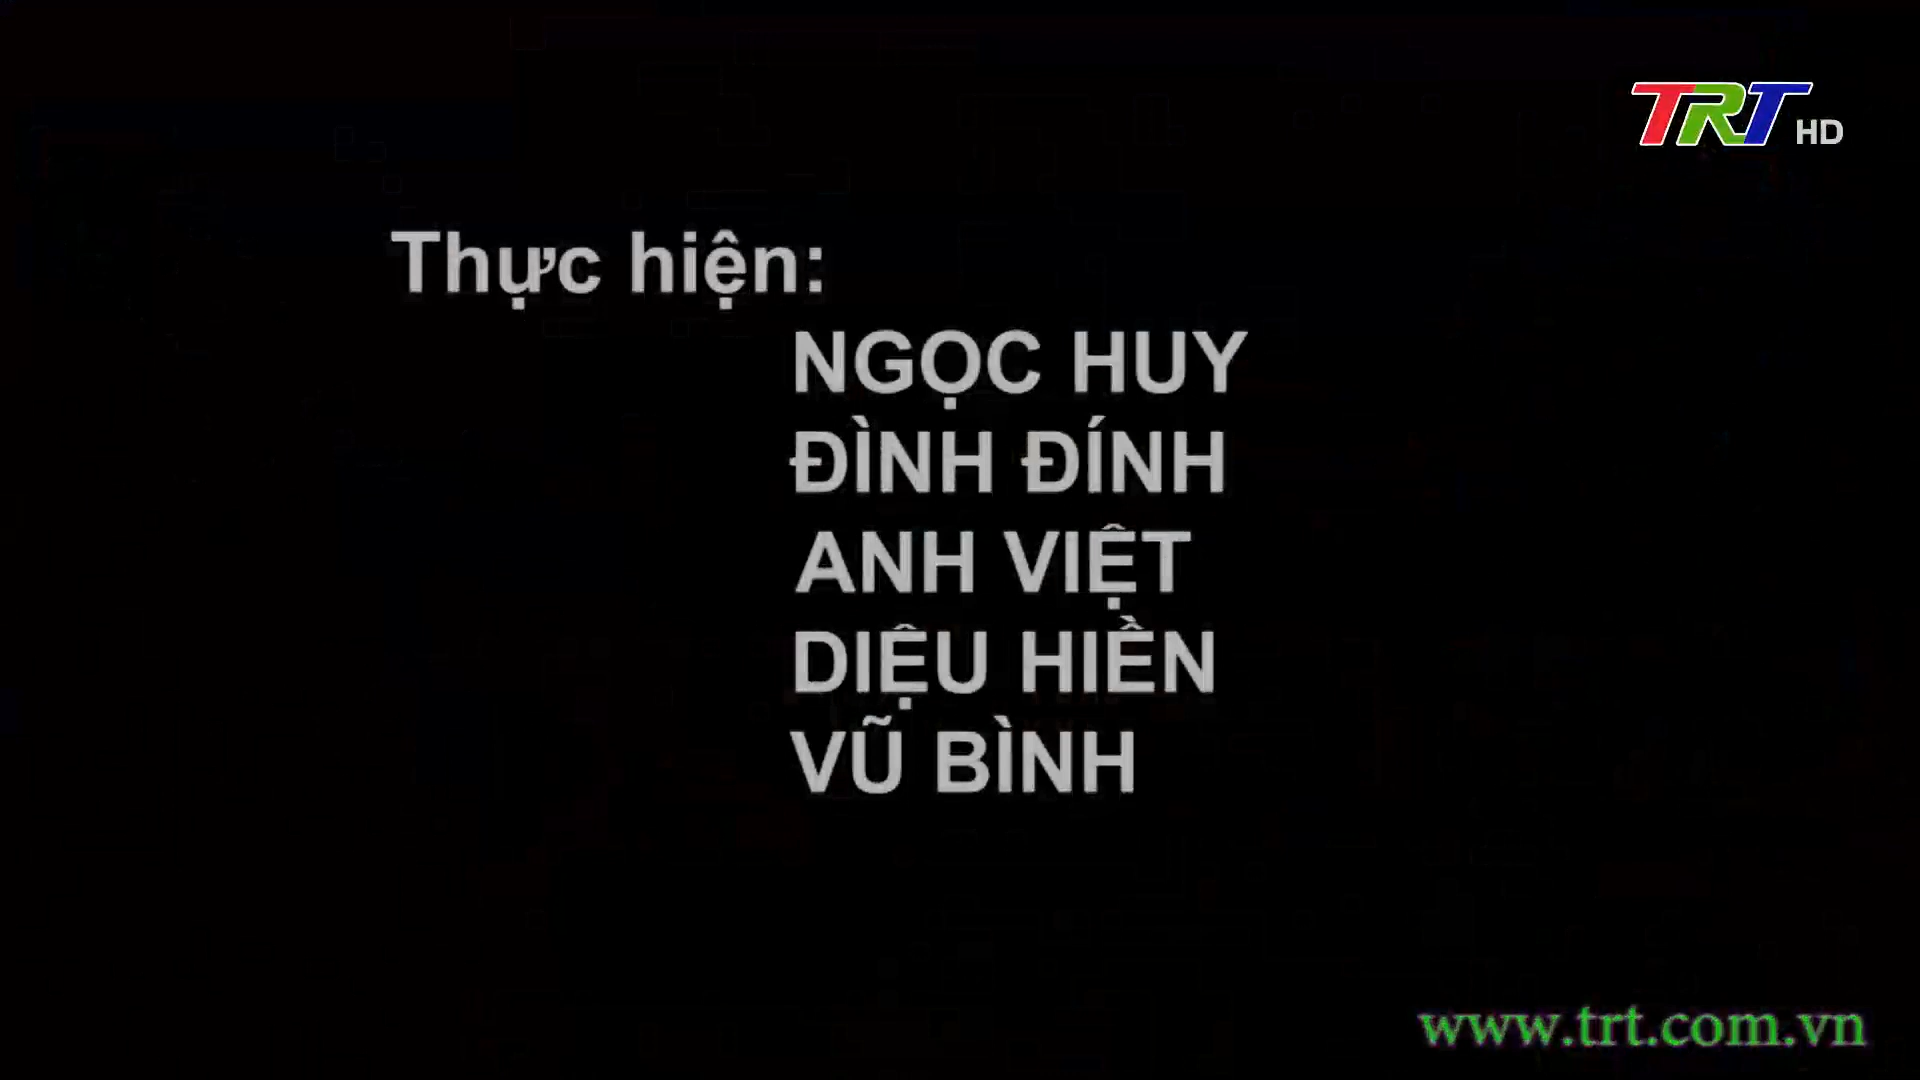 TRT HD
Thực hiện:
NGỌC HUY
ĐÌNH ĐÍNH
ANH VIỆT
DIỆU HIỀN
VŨ BÌNH
www.trt.com.vn